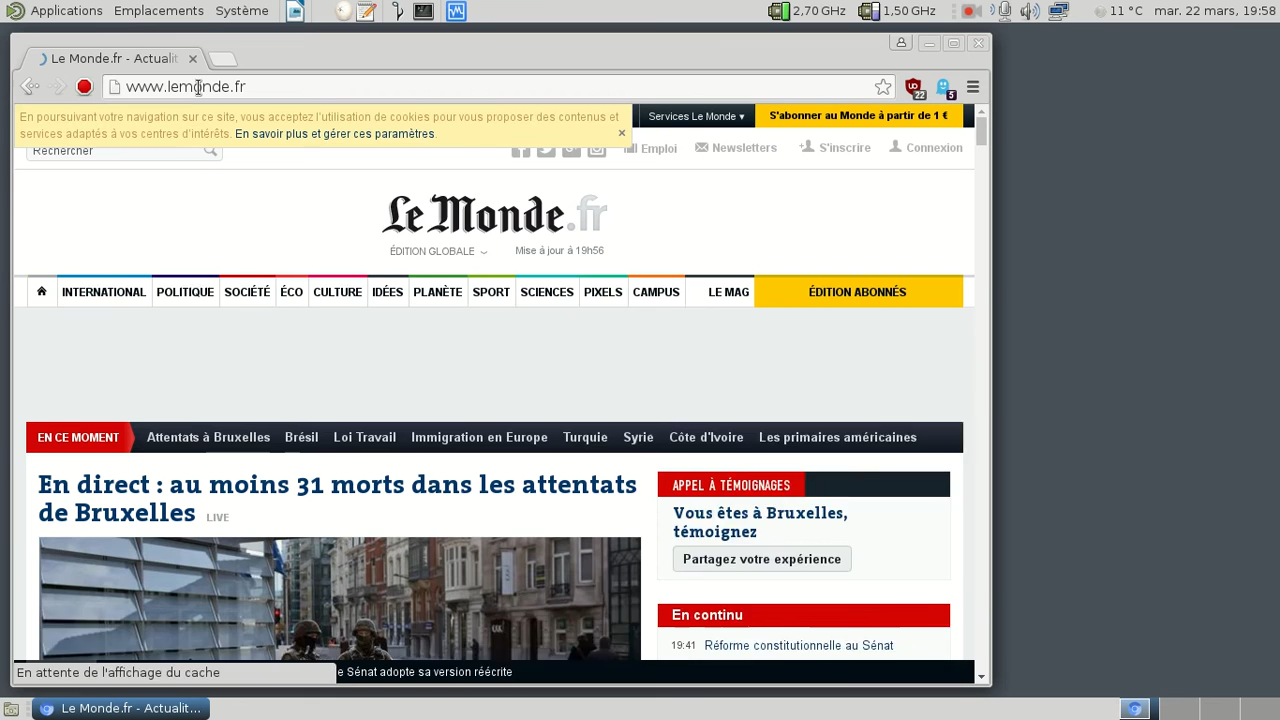 Applications Emplacements Système 2,70 GHz 1,50 GHz 11 °C mar. 22 mars, 19:58
Le Monde.fr - Actualit
www.lemonde.fr
22 5
En poursuivant votre navigation sur ce site, vous acceptez l'utilisation de cookies pour vous proposer des contenus et
services adaptés à vos centres d'intérêts. En savoir plus et gérer ces paramètres.
Services Le Monde ▾ S'abonner au Monde à partir de 1 €
Rechercher Emploi Newsletters S'inscrire Connexion
Le Monde.fr
ÉDITION GLOBALE Mise à jour à 19h56
INTERNATIONAL POLITIQUE SOCIÉTÉ ÉCO CULTURE IDÉES PLANÈTE SPORT SCIENCES PIXELS CAMPUS LE MAG ÉDITION ABONNÉS
EN CE MOMENT Attentats à Bruxelles Brésil Loi Travail Immigration en Europe Turquie Syrie Côte d'Ivoire Les primaires américaines
En direct : au moins 31 morts dans les attentats
de Bruxelles LIVE
APPEL À TÉMOIGNAGES
Vous êtes à Bruxelles,
témoignez
Partagez votre expérience
En continu
19:41 Réforme constitutionnelle au Sénat
En attente de l'affichage du cache
e Sénat adopte sa version réécrite
Le Monde.fr - Actualit...